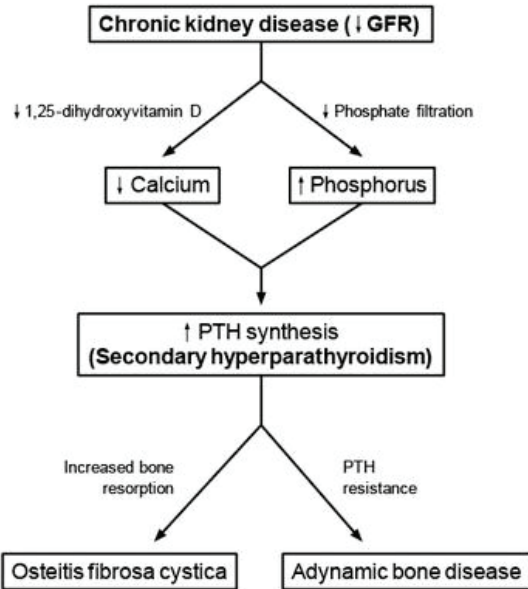 Chronic kidney disease (↓GFR)
↓1,25-dihydroxyvitamin D
↓ Phosphate filtration
↓ Calcium
↑ Phosphorus
↑ PTH synthesis
(Secondary hyperparathyroidism)
Increased bone
resorption
PTH
resistance
Osteitis fibrosa cystica
Adynamic bone disease